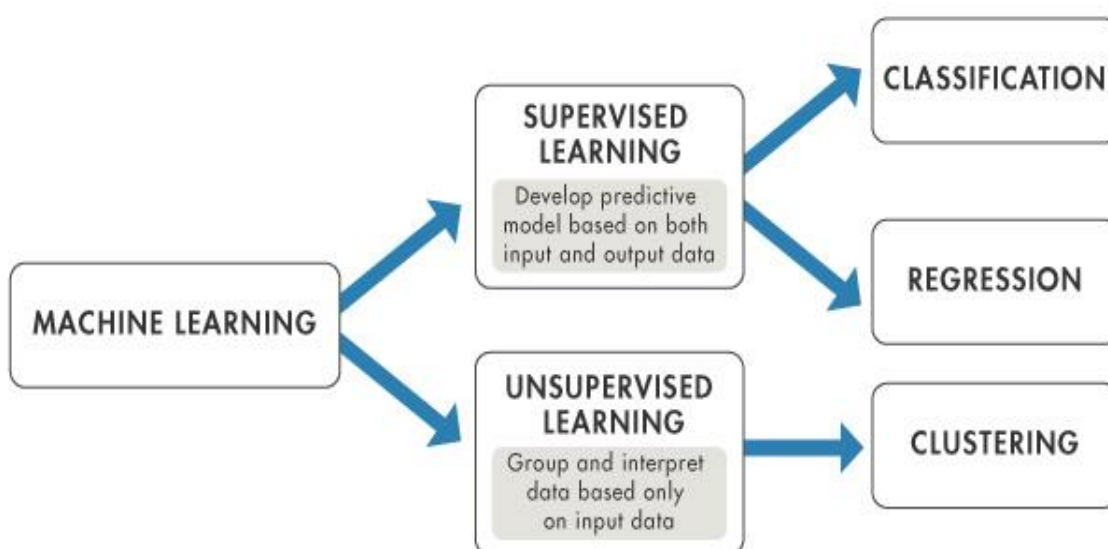 MACHINE LEARNING
SUPERVISED
LEARNING
Develop predictive
model based on both
input and output data
UNSUPERVISED
LEARNING
Group and interpret
data based only
on input data
CLASSIFICATION
REGRESSION
CLUSTERING